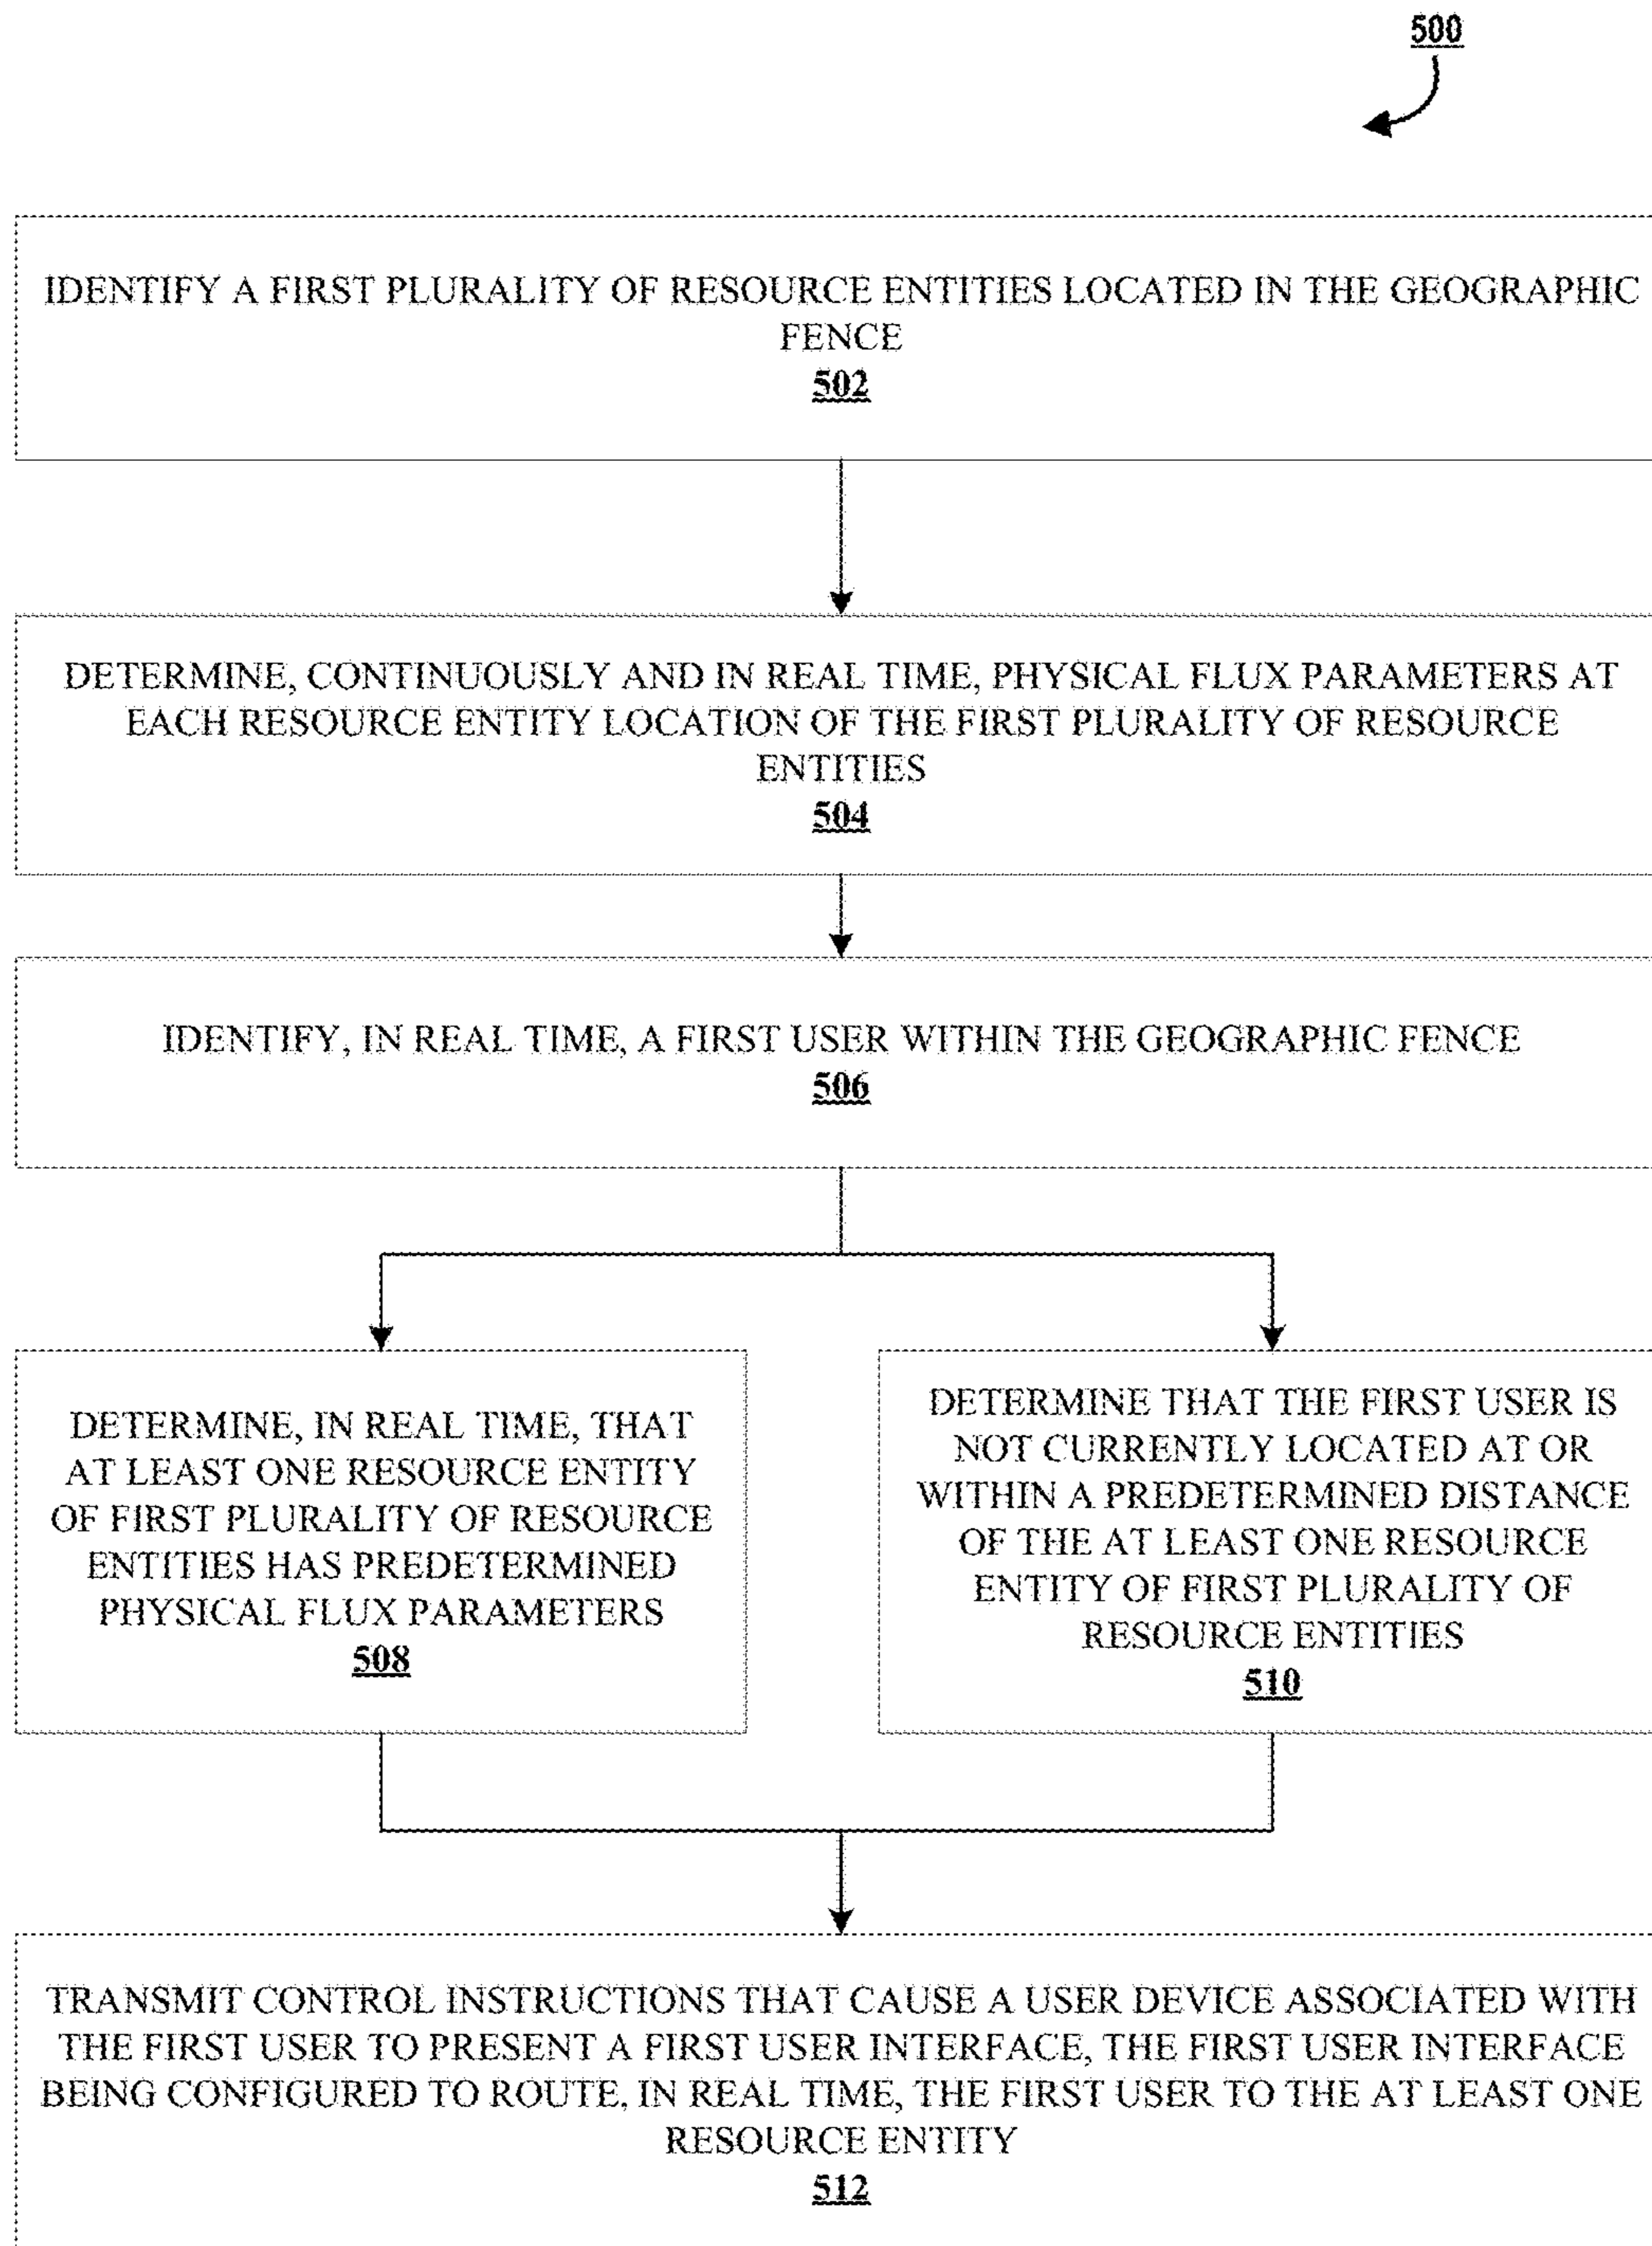 500
IDENTIFY A FIRST PLURALITY OF RESOURCE ENTITIES LOCATED IN THE GEOGRAPHIC
FENCE
502
DETERMINE, CONTINUOUSLY AND IN REAL TIME, PHYSICAL FLUX PARAMETERS AT
EACH RESOURCE ENTITY LOCATION OF THE FIRST PLURALITY OF RESOURCE
ENTITIES
504
IDENTIFY, IN REAL TIME, A FIRST USER WITHIN THE GEOGRAPHIC FENCE
506
DETERMINE, IN REAL TIME, THAT
AT LEAST ONE RESOURCE ENTITY
OF FIRST PLURALITY OF RESOURCE
ENTITIES HAS PREDETERMINED
PHYSICAL FLUX PARAMETERS
508
DETERMINE THAT THE FIRST USER IS
NOT CURRENTLY LOCATED AT OR
WITHIN A PREDETERMINED DISTANCE
OF THE AT LEAST ONE RESOURCE
ENTITY OF FIRST PLURALITY OF
RESOURCE ENTITIES
510
TRANSMIT CONTROL INSTRUCTIONS THAT CAUSE A USER DEVICE ASSOCIATED WITH
THE FIRST USER TO PRESENT A FIRST USER INTERFACE, THE FIRST USER INTERFACE
BEING CONFIGURED TO ROUTE, IN REAL TIME, THE FIRST USER TO THE AT LEAST ONE
RESOURCE ENTITY
512